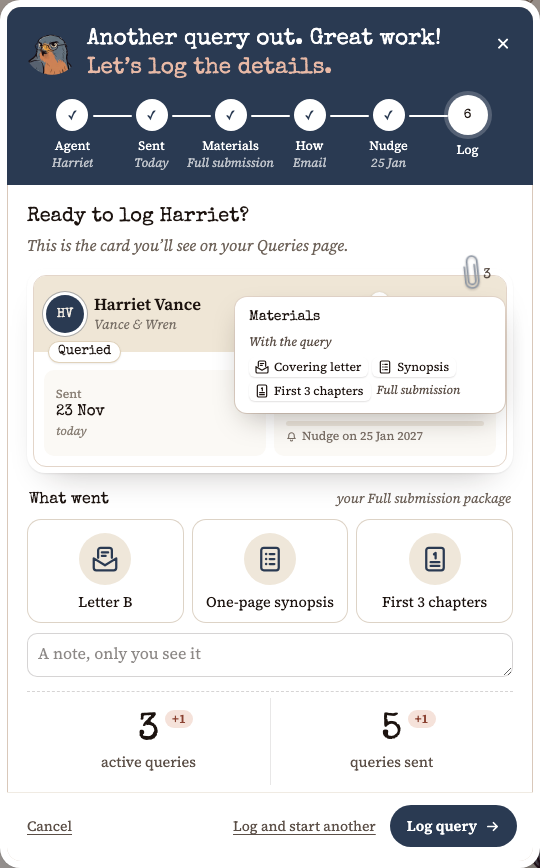 Another query out. Great work!
Let's log the details.
✓ ✓ ✓ ✓ ✓ 6
Agent Sent Materials How Nudge Log
Harriet Today Full submission Email 25 Jan
Ready to log Harriet?
This is the card you'll see on your Queries page.
3
HV
Harriet Vance
Vance & Wren
Queried
Materials
With the query
Covering letter Synopsis
First 3 chapters Full submission
Sent
23 Nov
today
Nudge on 25 Jan 2027
What went your Full submission package
Letter B One-page synopsis First 3 chapters
A note, only you see it
3 +1 5 +1
active queries queries sent
Cancel Log and start another Log query →